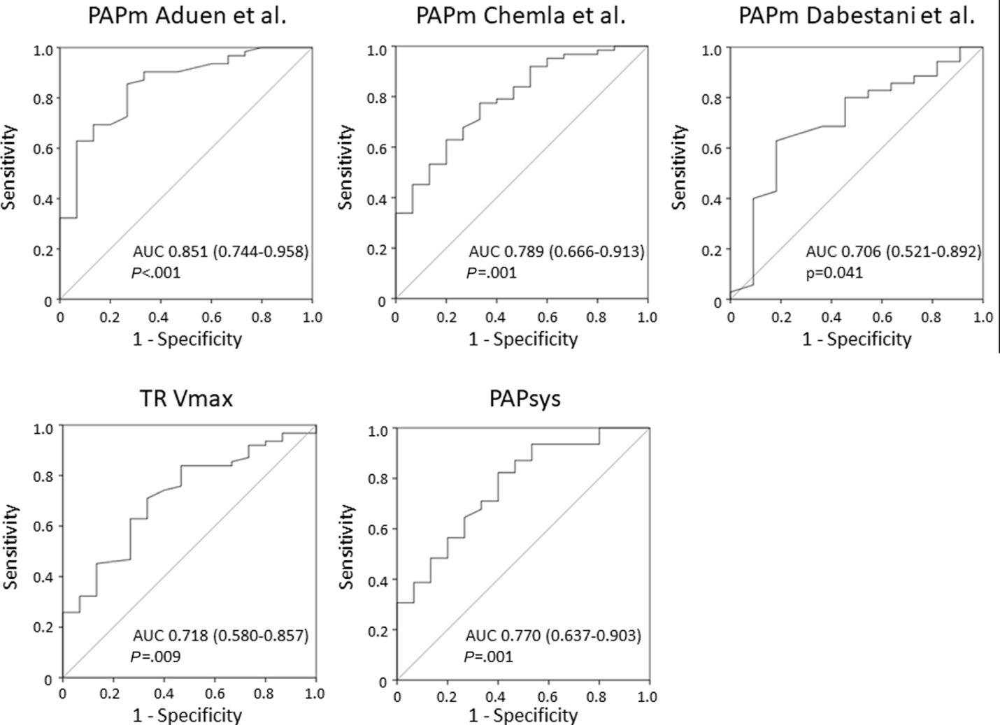 PAPm Aduen et al.
1.0
0.8
0.6
0.4
0.2
0
Sensitivity
AUC 0.851 (0.744-0.958)
P<.001
0 0.2 0.4 0.6 0.8 1.0
1 - Specificity
PAPm Chemla et al.
1.0
0.8
0.6
0.4
0.2
0
Sensitivity
AUC 0.789 (0.666-0.913)
P=.001
0 0.2 0.4 0.6 0.8 1.0
1 - Specificity
PAPm Dabestani et al.
1.0
0.8
0.6
0.4
0.2
0
Sensitivity
AUC 0.706 (0.521-0.892)
p=0.041
0 0.2 0.4 0.6 0.8 1.0
1 - Specificity
TR Vmax
1.0
0.8
0.6
0.4
0.2
0
Sensitivity
AUC 0.718 (0.580-0.857)
P=.009
0 0.2 0.4 0.6 0.8 1.0
1 - Specificity
PAPsys
1.0
0.8
0.6
0.4
0.2
0
Sensitivity
AUC 0.770 (0.637-0.903)
P=.001
0 0.2 0.4 0.6 0.8 1.0
1 - Specificity